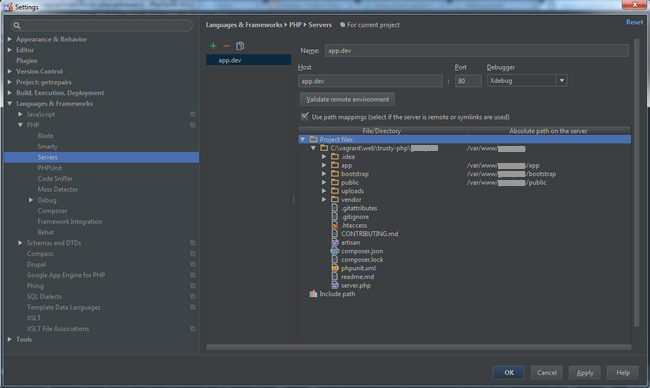 Settings
Languages & Frameworks › PHP › Servers
For current project
Reset
Appearance & Behavior
Editor
Plugins
Version Control
Project: getrepairs
Build, Execution, Deployment
Languages & Frameworks
JavaScript
PHP
Blade
Smarty
Servers
PHPUnit
Code Sniffer
Mess Detector
Debug
Composer
Framework Integration
Behat
Schemas and DTDs
Compass
Drupal
Google App Engine for PHP
Phing
SQL Dialects
Template Data Languages
XSLT
XSLT File Associations
Tools
app.dev
Name: app.dev
Host Port Debugger
app.dev : 80 Xdebug
Validate remote environment
Use path mappings (select if the server is remote or symlinks are used)
File/Directory Absolute path on the server
Project files
C:\vagrant\web\trusty-php\ /var/www/
.idea
app /var/www/ /app
bootstrap /var/www/ /bootstrap
public /var/www/ /public
uploads
vendor
.gitattributes
.gitignore
.htaccess
CONTRIBUTING.md
artisan
composer.json
composer.lock
phpunit.xml
readme.md
server.php
Include path
OK Cancel Apply Help